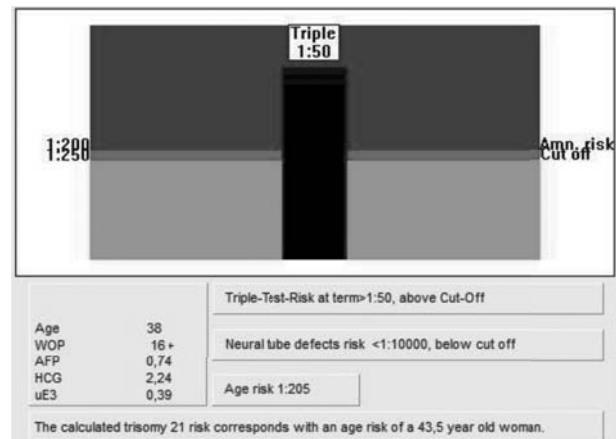 Triple
1:50
1:200 Amn. risk
1:250 Cut off
Triple-Test-Risk at term>1:50, above Cut-Off
Age 38
WOP 16 +
AFP 0,74
HCG 2,24
uE3 0,39
Neural tube defects risk <1:10000, below cut off
Age risk 1:205
The calculated trisomy 21 risk corresponds with an age risk of a 43,5 year old woman.